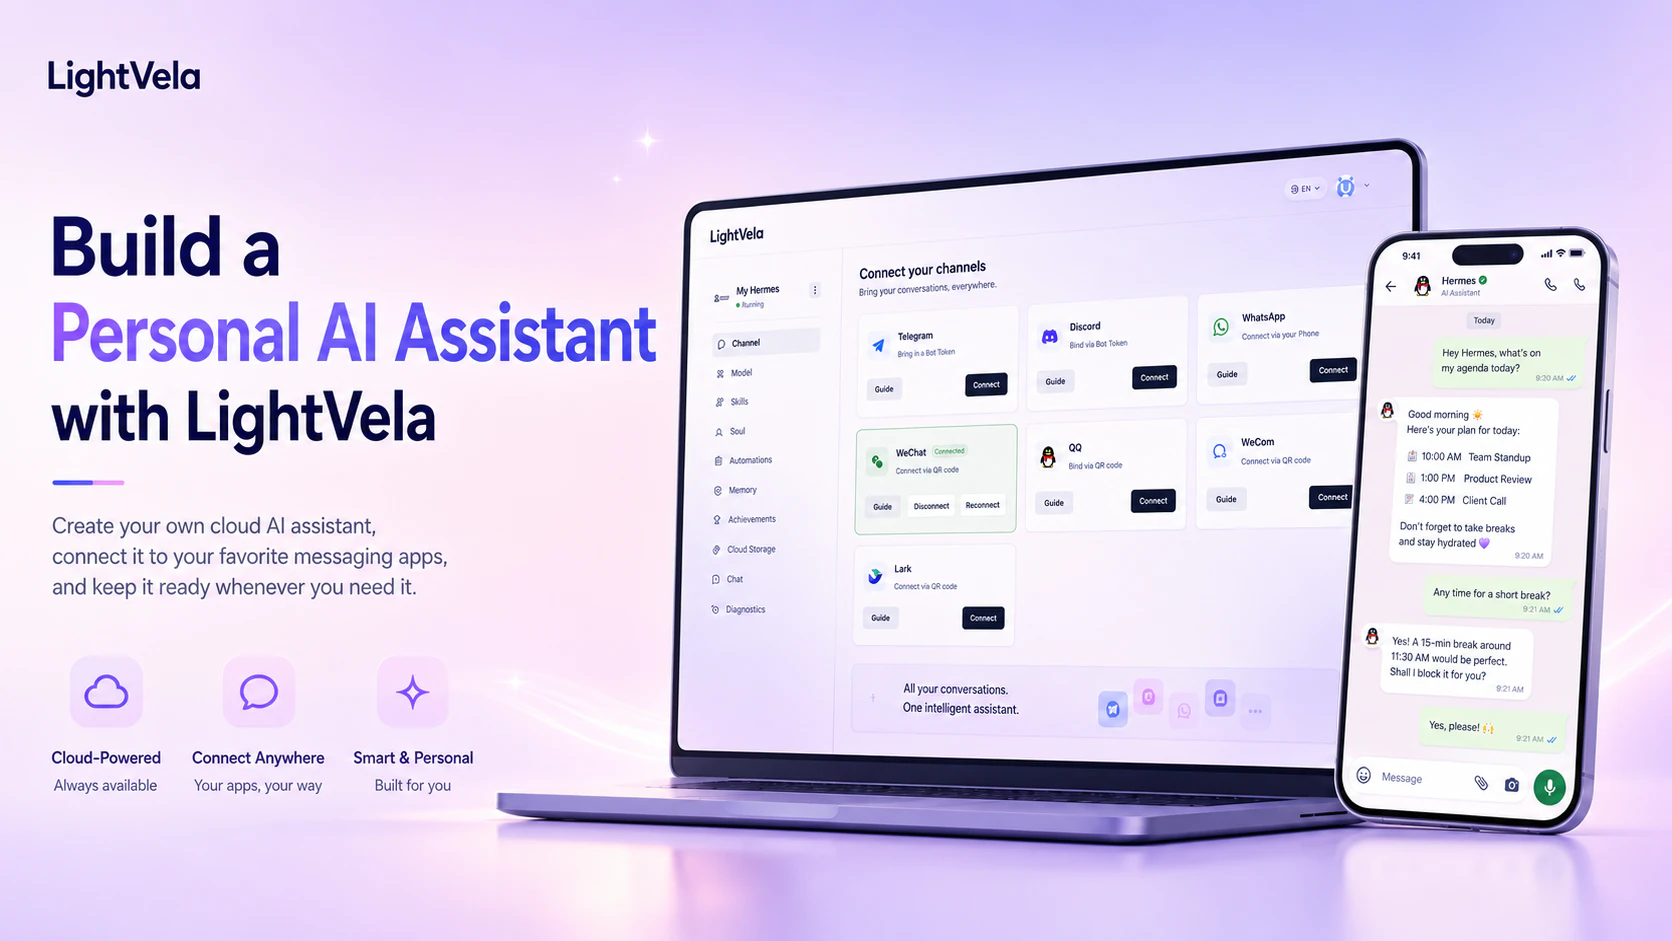 LightVela
Build a
Personal AI Assistant
with LightVela
Create your own cloud AI assistant,
connect it to your favorite messaging apps,
and keep it ready whenever you need it.
Cloud-Powered
Always available
Connect Anywhere
Your apps, your way
Smart & Personal
Built for you
LightVela
EN
My Hermes
Running
Channel
Model
Skills
Soul
Automations
Memory
Achievements
Cloud Storage
Chat
Diagnostics
Connect your channels
Bring your conversations, everywhere.
Telegram
Bring in a Bot Token
Guide
Connect
Discord
Bind via Bot Token
Guide
Connect
WhatsApp
Connect via your Phone
Guide
Connect
WeChat Connected
Connect via QR code
Guide
Disconnect
Reconnect
QQ
Bind via QR code
Guide
Connect
WeCom
Connect via QR code
Guide
Connect
Lark
Connect via QR code
Guide
Connect
All your conversations.
One intelligent assistant.
9:41
Hermes
AI Assistant
Today
Hey Hermes, what's on
my agenda today?
9:20 AM
Good morning ☀️
Here's your plan for today:
10:00 AM Team Standup
1:00 PM Product Review
4:00 PM Client Call
Don't forget to take breaks
and stay hydrated 💜
9:20 AM
Any time for a short break?
9:21 AM
Yes! A 15-min break around
11:30 AM would be perfect.
Shall I block it for you?
9:21 AM
Yes, please! 🙌
9:21 AM
Message